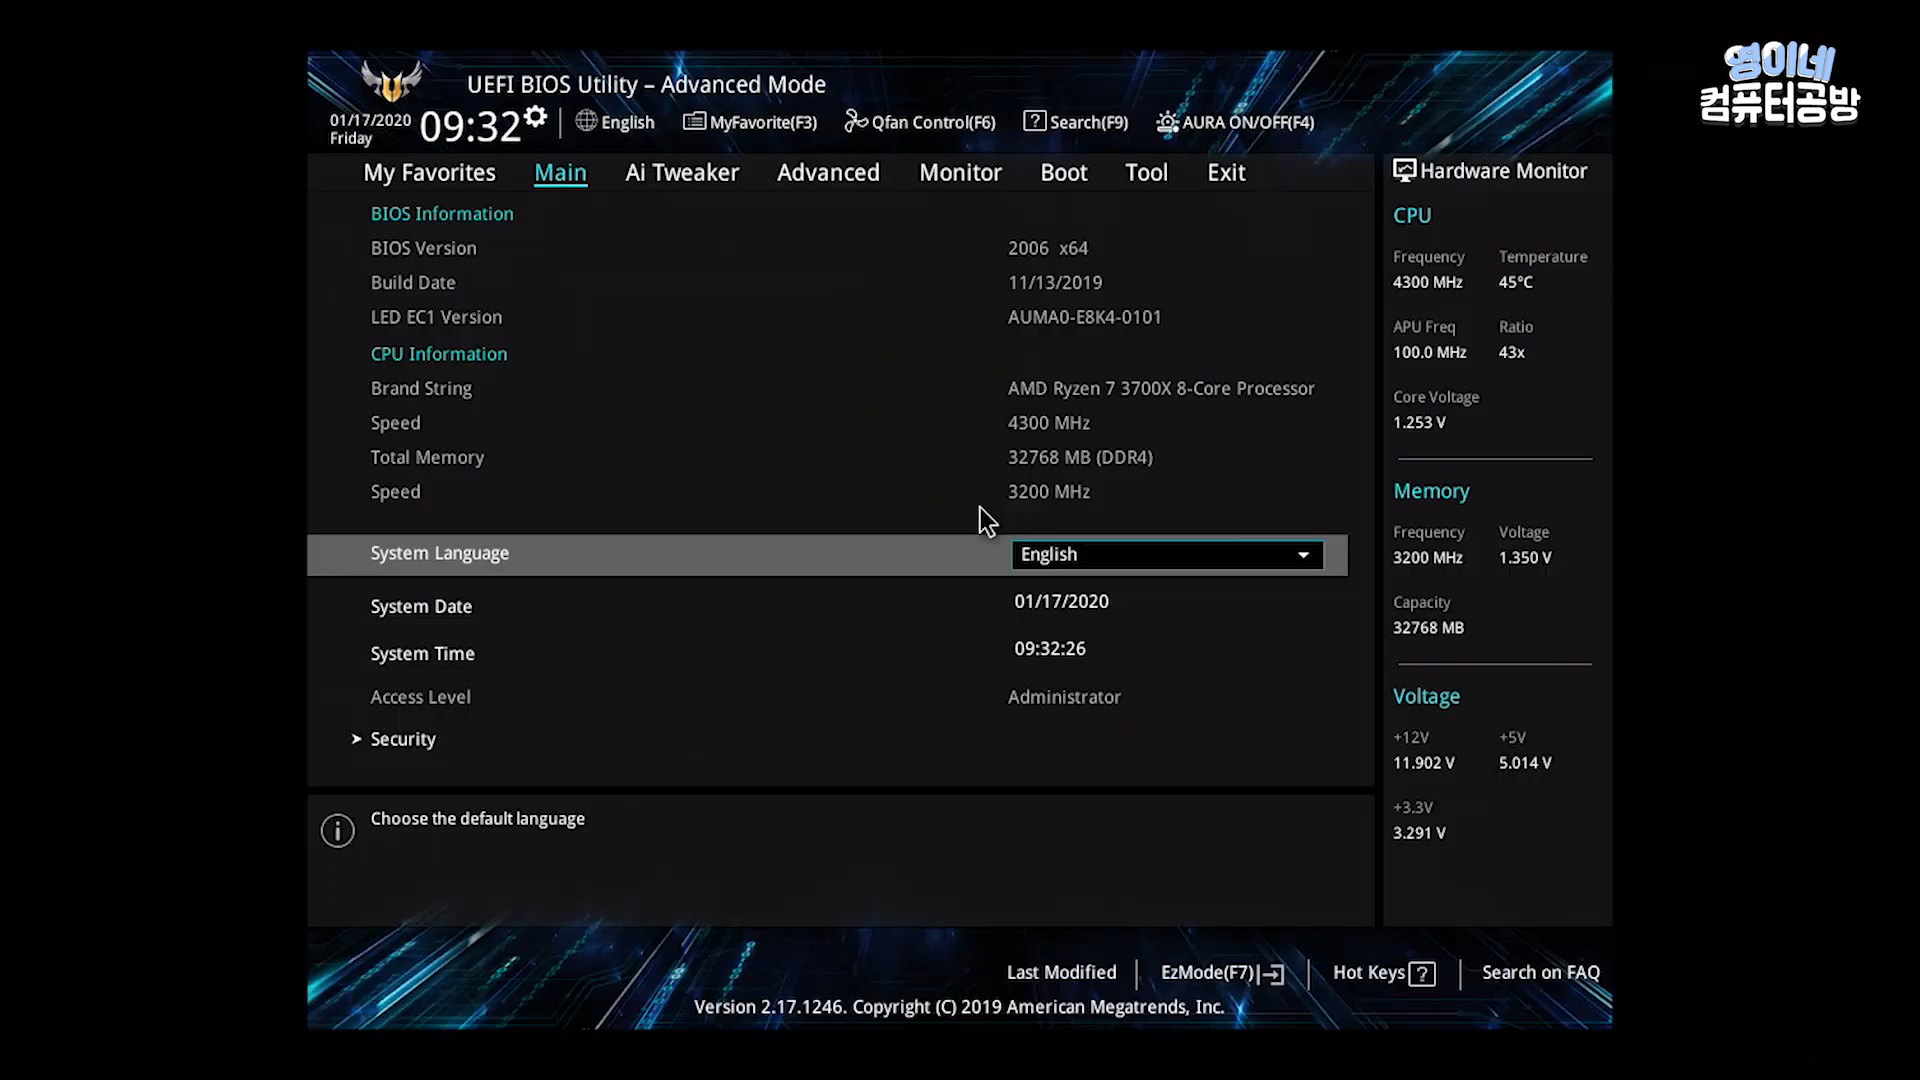 영이네
컴퓨터공방
UEFI BIOS Utility – Advanced Mode
01/17/2020
Friday
09:32
English
MyFavorite(F3)
Qfan Control(F6)
Search(F9)
AURA ON/OFF(F4)
My Favorites Main Ai Tweaker Advanced Monitor Boot Tool Exit
BIOS Information
BIOS Version 2006 x64
Build Date 11/13/2019
LED EC1 Version AUMA0-E8K4-0101
CPU Information
Brand String AMD Ryzen 7 3700X 8-Core Processor
Speed 4300 MHz
Total Memory 32768 MB (DDR4)
Speed 3200 MHz
System Language English
System Date 01/17/2020
System Time 09:32:26
Access Level Administrator
Security
Choose the default language
Hardware Monitor
CPU
Frequency Temperature
4300 MHz 45°C
APU Freq Ratio
100.0 MHz 43x
Core Voltage
1.253 V
Memory
Frequency Voltage
3200 MHz 1.350 V
Capacity
32768 MB
Voltage
+12V +5V
11.902 V 5.014 V
+3.3V
3.291 V
Last Modified
EzMode(F7)
Hot Keys ?
Search on FAQ
Version 2.17.1246. Copyright (C) 2019 American Megatrends, Inc.